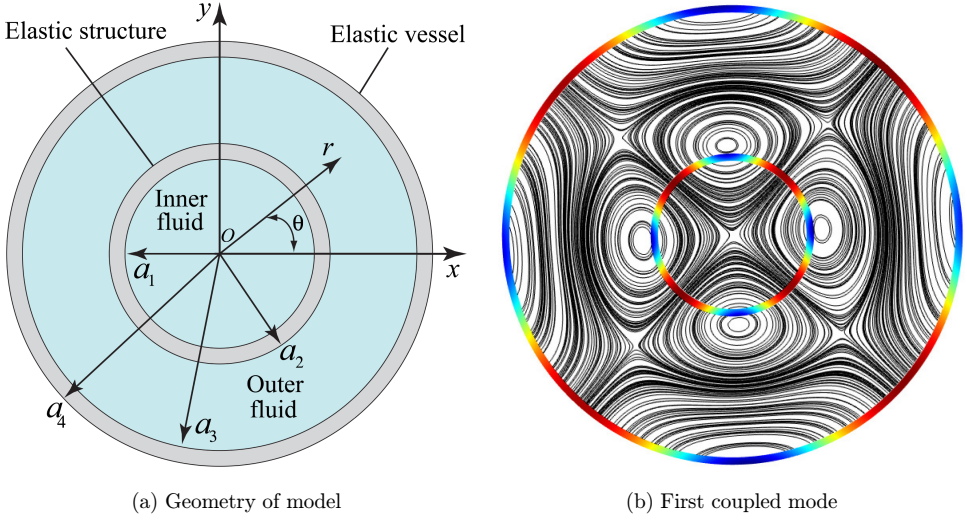 y
Elastic structure
Elastic vessel
r
Inner
fluid
θ
O
x
a₁
a₂
Outer
fluid
a₄
a₃
(a) Geometry of model
(b) First coupled mode